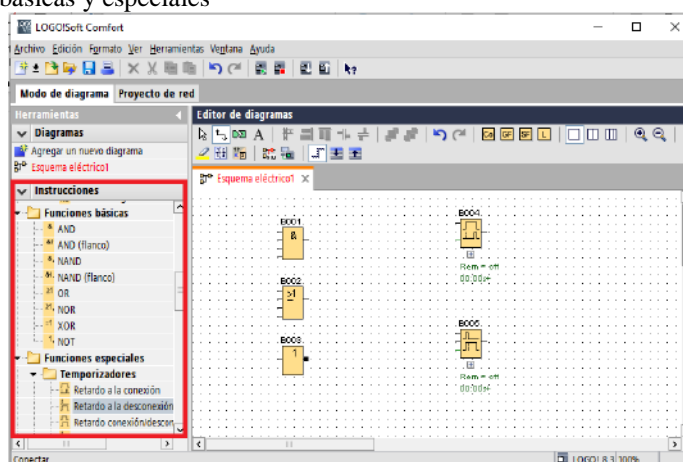 básicas y especiales
LOGO!Soft Comfort
Archivo Edición Formato Ver Herramientas Ventana Ayuda
Modo de diagrama Proyecto de red
Herramientas
Editor de diagramas
Diagramas
Agregar un nuevo diagrama
Esquema eléctrico1
Esquema eléctrico1
Instrucciones
Funciones básicas
& AND
AND (flanco)
NAND
NAND (flanco)
OR
NOR
XOR
NOT
Funciones especiales
Temporizadores
Retardo a la conexión
Retardo a la desconexión
Retardo conexión/descon
B001
&
B002
≥1
B003
1
B004
Rem = off
00:00s+
B005
Rem = off
00:00s+
Conectar
LOGO! 8.3 100%